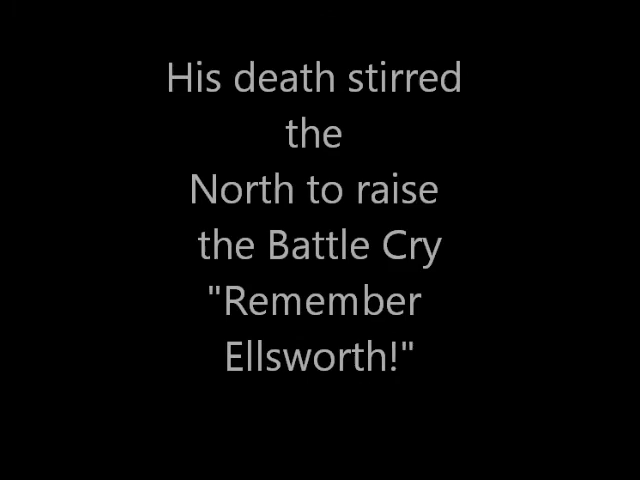 His death stirred
the
North to raise
the Battle Cry
"Remember
Ellsworth!"